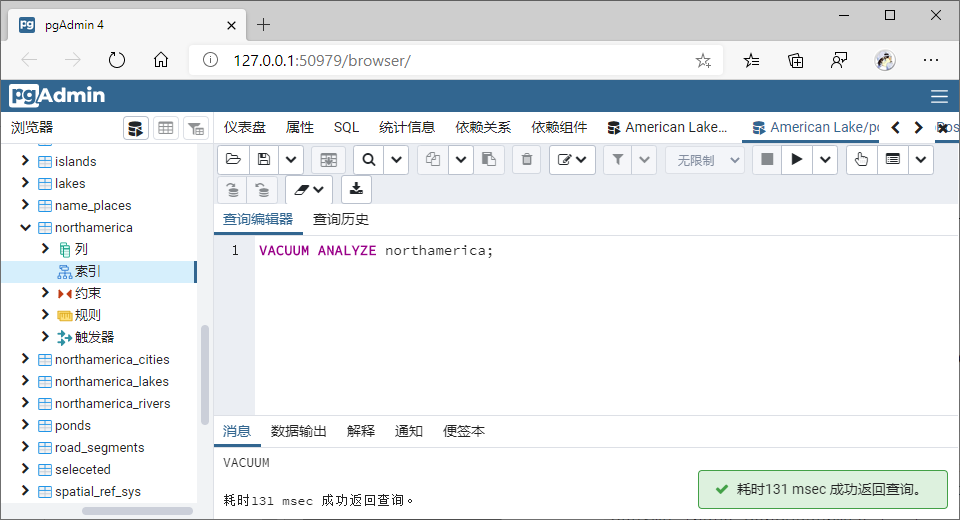 pgAdmin 4
127.0.0.1:50979/browser/
pgAdmin
浏览器
仪表盘 属性 SQL 统计信息 依赖关系 依赖组件 American Lake... American Lake/po
islands
lakes
name_places
northamerica
列
索引
约束
规则
触发器
northamerica_cities
northamerica_lakes
northamerica_rivers
ponds
road_segments
seleceted
spatial_ref_sys
无限制
查询编辑器 查询历史
1 VACUUM ANALYZE northamerica;
消息 数据输出 解释 通知 便签本
VACUUM
耗时131 msec 成功返回查询。
耗时131 msec 成功返回查询。